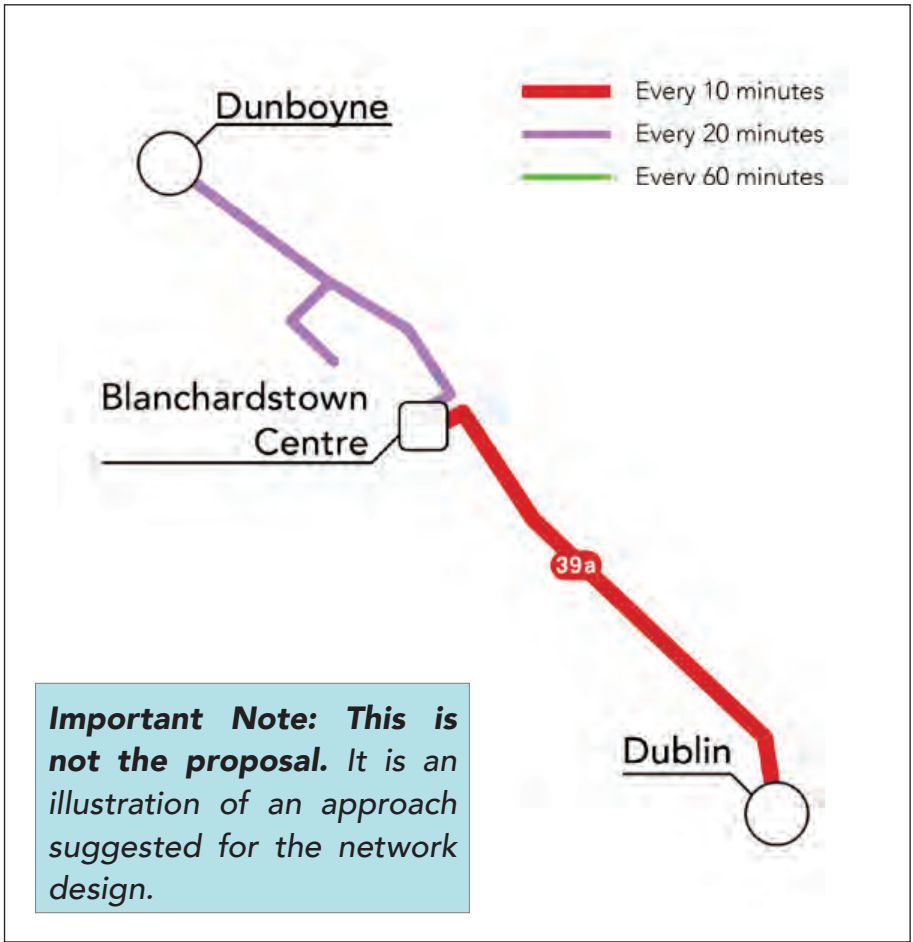 Dunboyne
Every 10 minutes
Every 20 minutes
Every 60 minutes
Blanchardstown
Centre
39a
Dublin
Important Note: This is
not the proposal. It is an
illustration of an approach
suggested for the network
design.